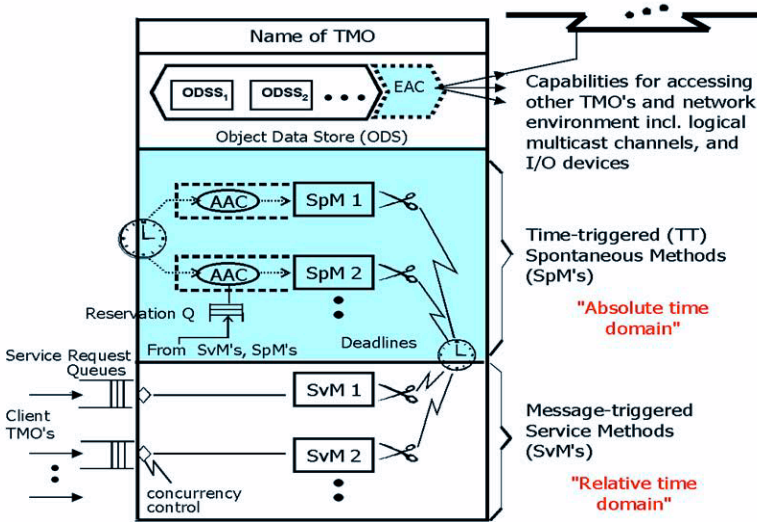 Name of TMO
ODSS1
ODSS2
EAC
Object Data Store (ODS)
Capabilities for accessing
other TMO's and network
environment incl. logical
multicast channels, and
I/O devices
AAC
SpM 1
AAC
SpM 2
Reservation Q
From SvM's, SpM's
Deadlines
Time-triggered (TT)
Spontaneous Methods
(SpM's)
"Absolute time
domain"
Service Request
Queues
SvM 1
Client
TMO's
SvM 2
concurrency
control
Message-triggered
Service Methods
(SvM's)
"Relative time
domain"